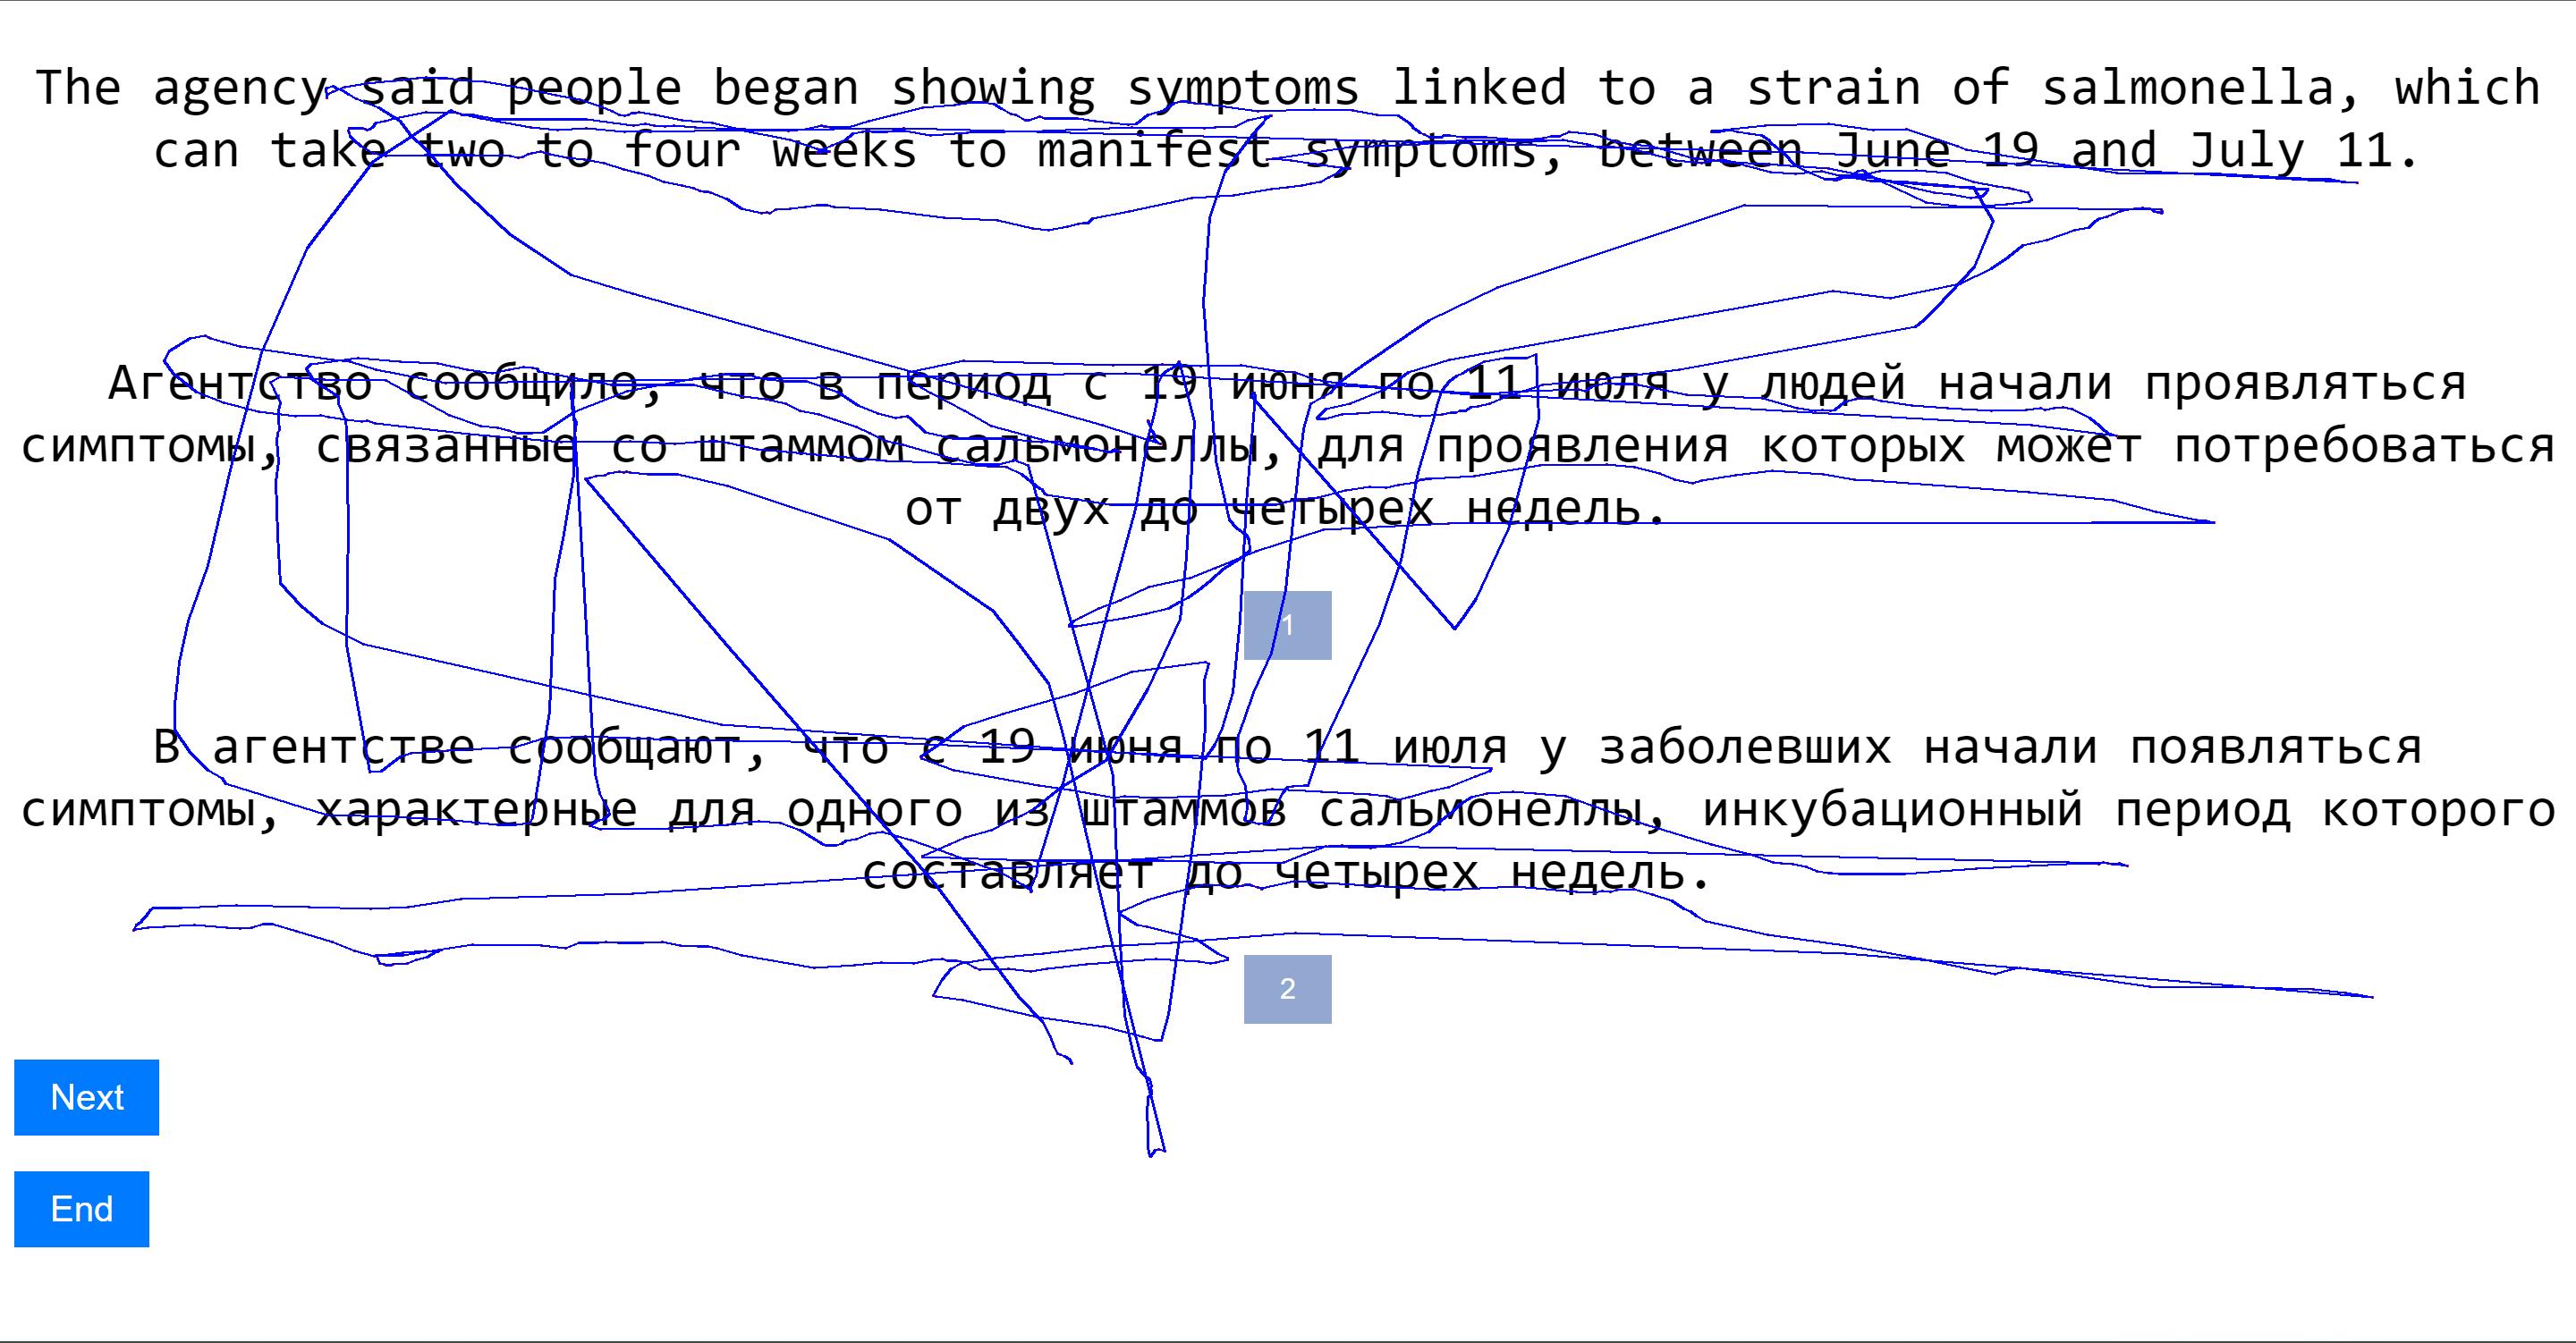 The agency said people began showing symptoms linked to a strain of salmonella, which
can take two to four weeks to manifest symptoms, between June 19 and July 11.
Агентство сообщило, что в период с 19 июня по 11 июля у людей начали проявляться
симптомы, связанные со штаммом сальмонеллы, для проявления которых может потребоваться
от двух до четырех недель.
1
В агентстве сообщают, что с 19 июня по 11 июля у заболевших начали появляться
симптомы, характерные для одного из штаммов сальмонеллы, инкубационный период которого
составляет до четырех недель.
2
Next
End